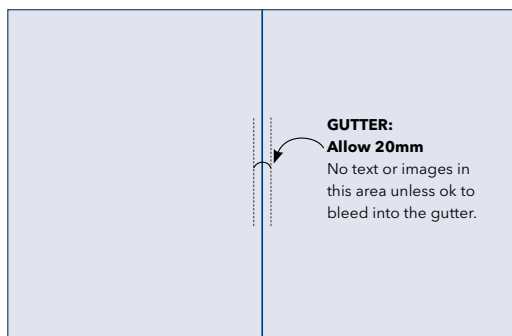 GUTTER:
Allow 20mm
No text or images in
this area unless ok to
bleed into the gutter.